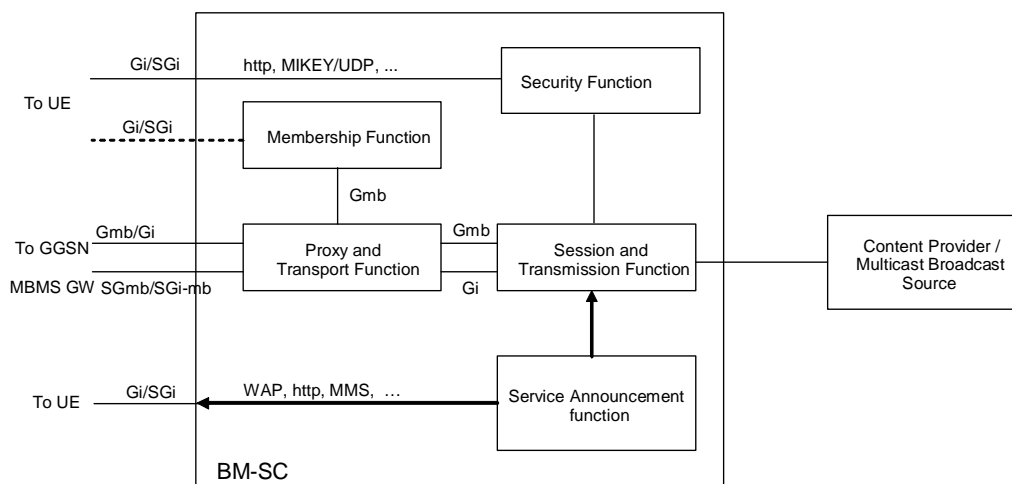 Gi/SGi
http, MIKEY/UDP, ...
Security Function
To UE
Gi/SGi
Membership Function
Gmb
Gmb/Gi
To GGSN
Proxy and
Transport Function
Gmb
Session and
Transmission Function
Content Provider /
Multicast Broadcast
Source
MBMS GW
SGmb/SGi-mb
Gi
Gi/SGi
WAP, http, MMS, ...
To UE
Service Announcement
function
BM-SC